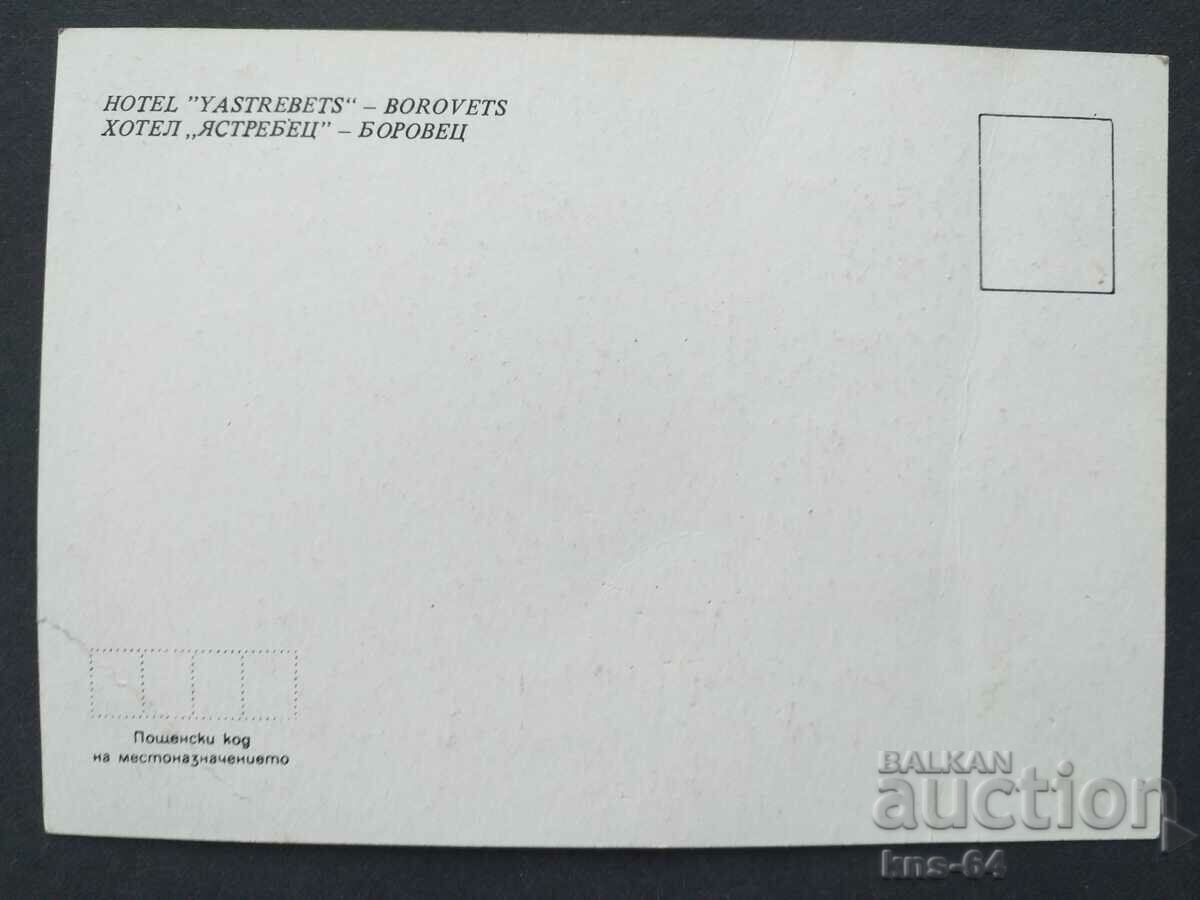 HOTEL "YASTREBETS“ – BOROVETS
ХОТЕЛ „ЯСТРЕБЕЦ” – БОРОВЕЦ
Пощенски код
на местоназначението
BALKAN
auction
kns-64